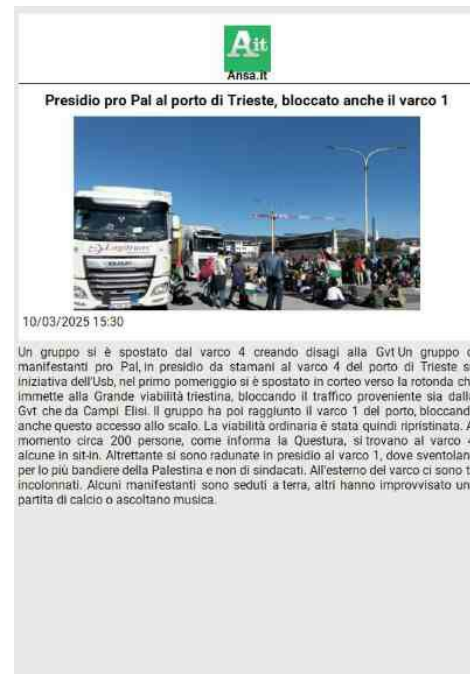 Ait
Ansa.it
Presidio pro Pal al porto di Trieste, bloccato anche il varco 1
Logitrans
DAF
10/03/2025 15:30
Un gruppo si è spostato dal varco 4 creando disagi alla Gvt Un gruppo d
manifestanti pro Pal, in presidio da stamani al varco 4 del porto di Trieste su
iniziativa dell'Usb, nel primo pomeriggio si è spostato in corteo verso la rotonda ch
immette alla Grande viabilità triestina, bloccando il traffico proveniente sia dalla
Gvt che da Campi Elisi. Il gruppo ha poi raggiunto il varco 1 del porto, bloccand
anche questo accesso allo scalo. La viabilità ordinaria è stata quindi ripristinata. A
momento circa 200 persone, come informa la Questura, si trovano al varco 4
alcune in sit-in. Altrettante si sono radunate in presidio al varco 1, dove sventolan
per lo più bandiere della Palestina e non di sindacati. All'esterno del varco ci sono t
incolonnati. Alcuni manifestanti sono seduti a terra, altri hanno improvvisato un
partita di calcio o ascoltano musica.